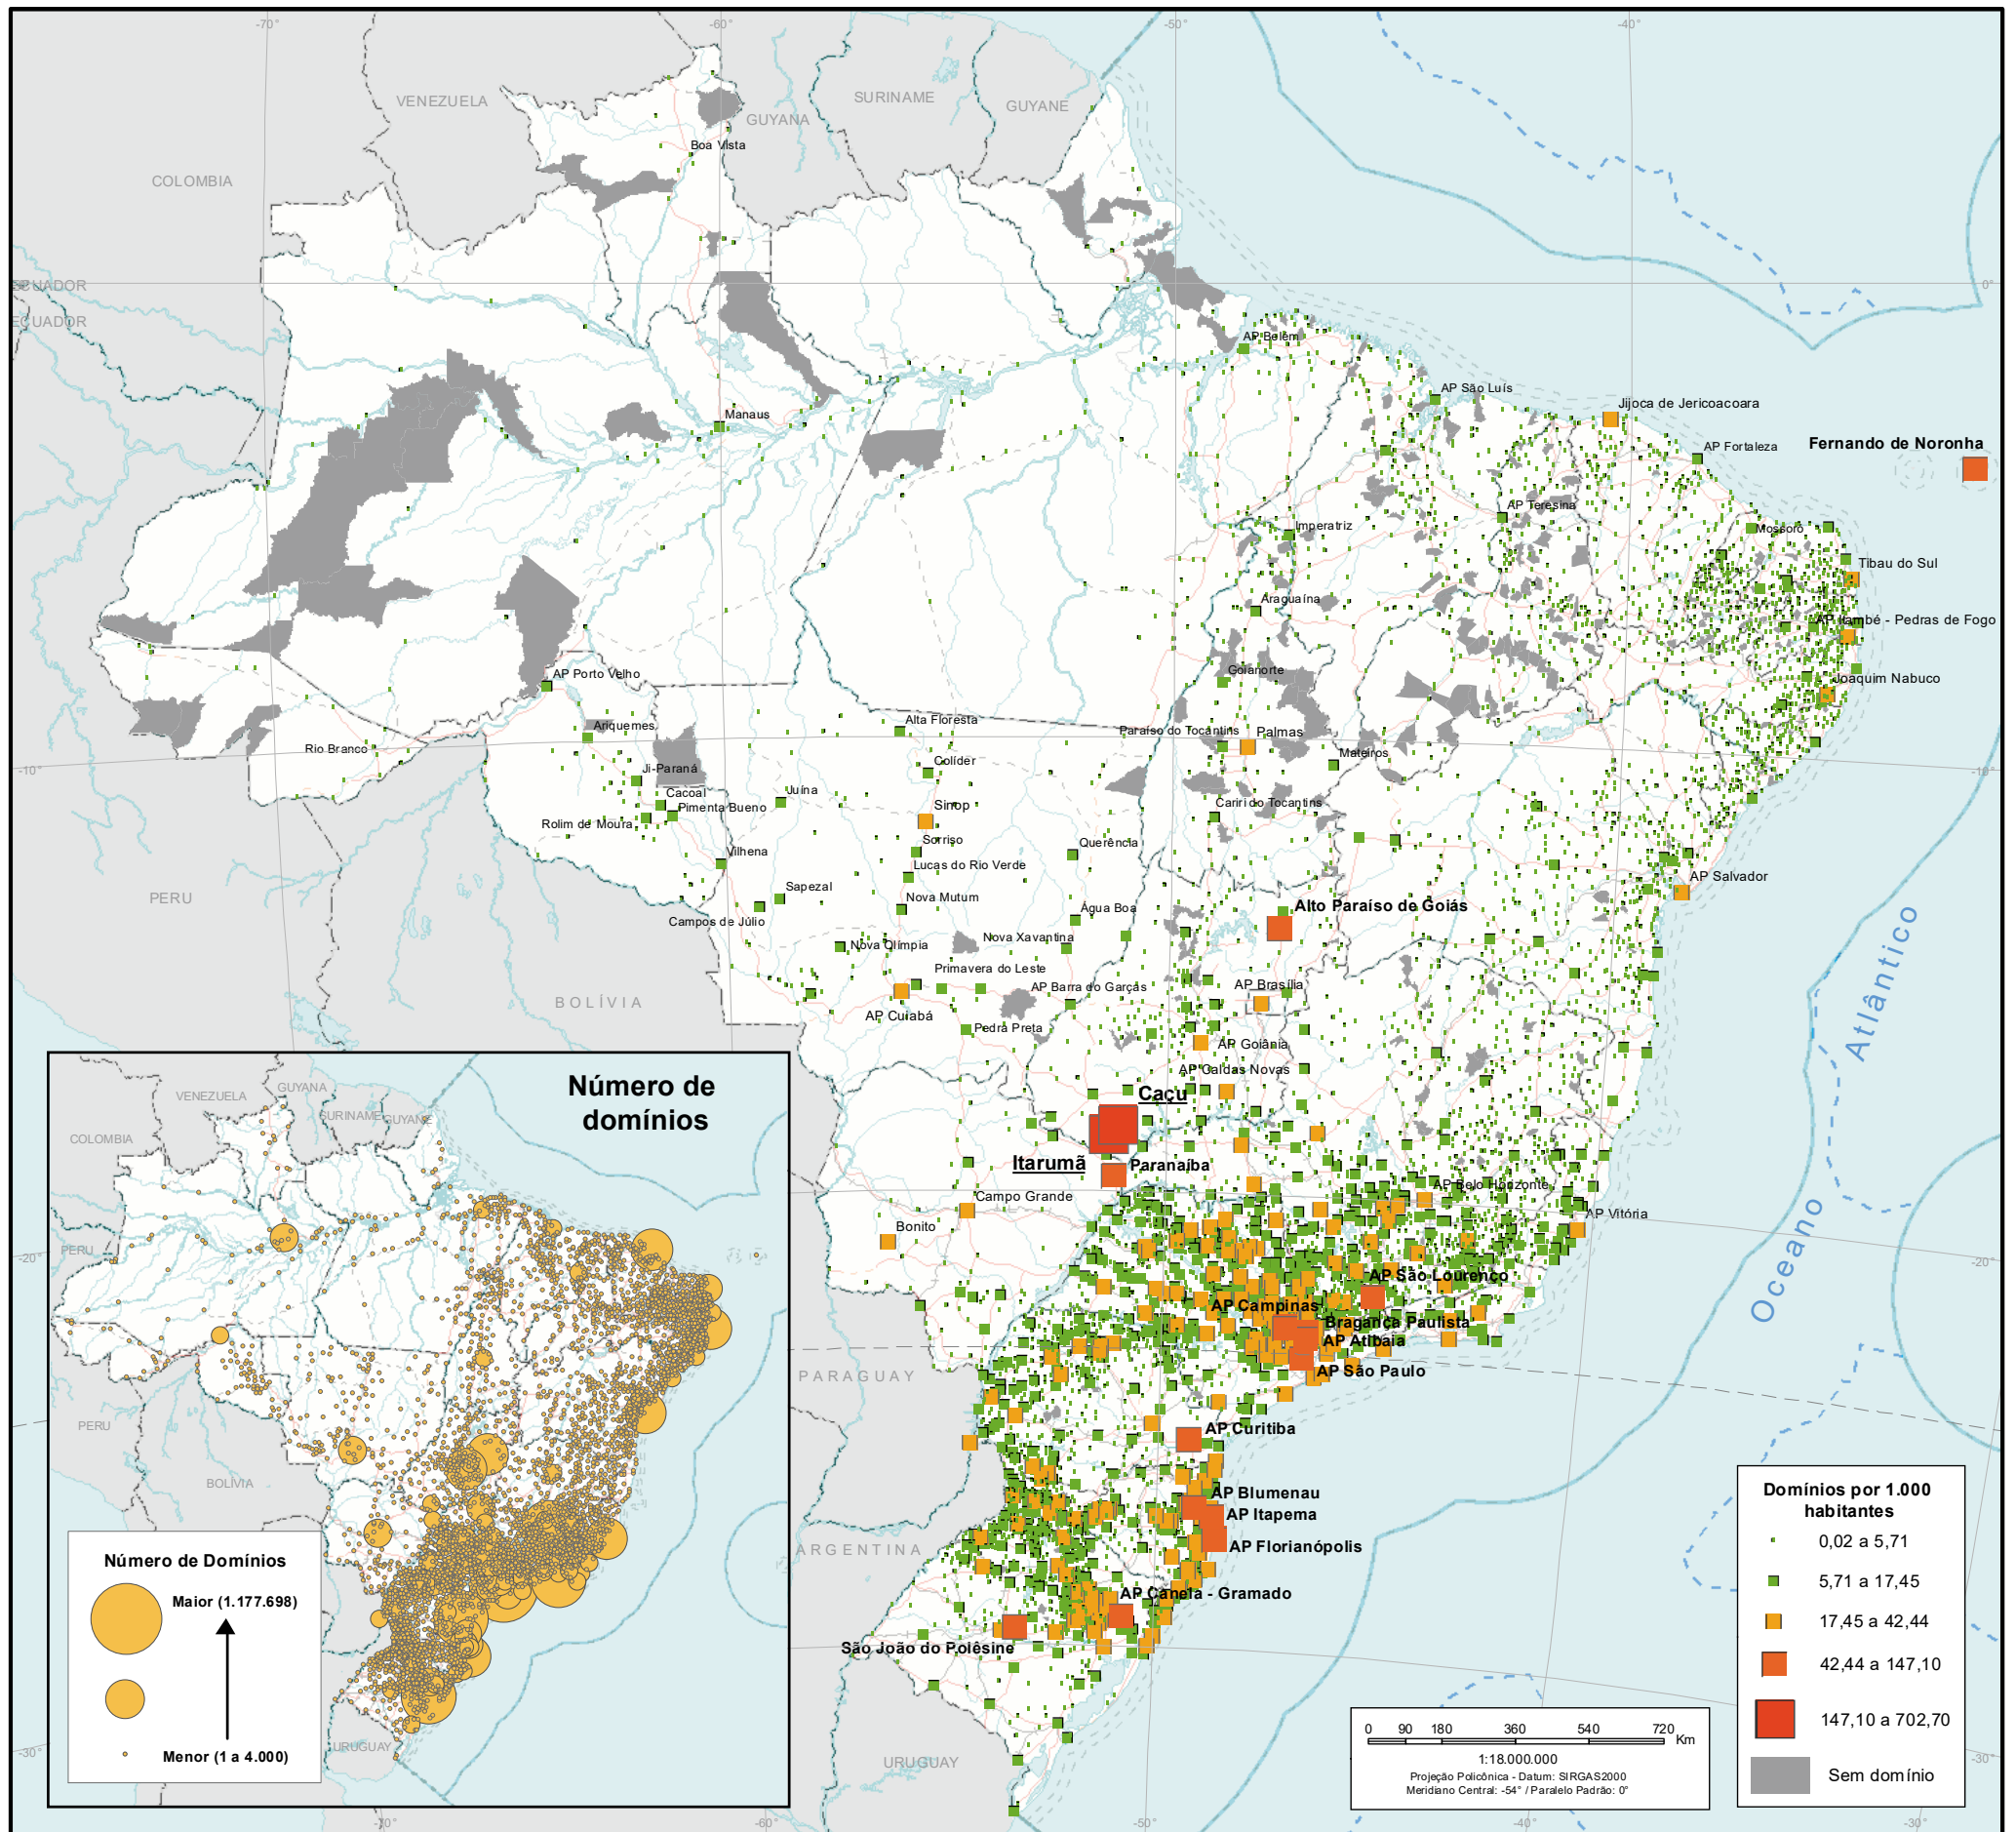 -70°
-60°
-50°
-40°
VENEZUELA
SURINAME
GUYANE
GUYANA
COLOMBIA
Boa Vista
ECUADOR
ECUADOR
0°
AP Belém
AP São Luís
Jijoca de Jericoacoara
Manaus
AP Fortaleza
Fernando de Noronha
AP Teresina
Imperatriz
Mossoró
Tibau do Sul
Araguaína
AP Itambé - Pedras de Fogo
Goianorte
AP Porto Velho
Joaquim Nabuco
Ariquemes
Alta Floresta
Paraíso do Tocantins
Palmas
Rio Branco
Mateiros
-10°
-10°
Colíder
Ji-Paraná
Cacoal
Juína
Pimenta Bueno
Sinop
Cariri do Tocantins
Rolim de Moura
Sorriso
Querência
Vilhena
Lucas do Rio Verde
AP Salvador
Sapezal
Nova Mutum
PERU
Campos de Júlio
Água Boa
Alto Paraíso de Goiás
Nova Olímpia
Nova Xavantina
Primavera do Leste
AP Barra do Garças
AP Brasília
BOLÍVIA
AP Cuiabá
Pedra Preta
AP Goiânia
AP Caldas Novas
Caçu
Itarumã
Paranaíba
Campo Grande
AP Belo Horizonte
Bonito
AP Vitória
-20°
-20°
AP São Lourenço
AP Campinas
Bragança Paulista
AP Atibaia
AP São Paulo
PARAGUAY
AP Curitiba
AP Blumenau
AP Itapema
AP Florianópolis
ARGENTINA
AP Canela - Gramado
São João do Polêsine
URUGUAY
-30°
-30°
-70°
-60°
-50°
-40°
-30°
Oceano
Atlântico
Número de
domínios
VENEZUELA
GUYANA
SURINAME
GUYANE
COLOMBIA
PERU
PERU
BOLÍVIA
URUGUAY
Número de Domínios
Maior (1.177.698)
Menor (1 a 4.000)
Domínios por 1.000
habitantes
0,02 a 5,71
5,71 a 17,45
17,45 a 42,44
42,44 a 147,10
147,10 a 702,70
Sem domínio
0 90 180 360 540 720
Km
1:18.000.000
Projeção Policônica - Datum: SIRGAS2000
Meridiano Central: -54° / Paralelo Padrão: 0°